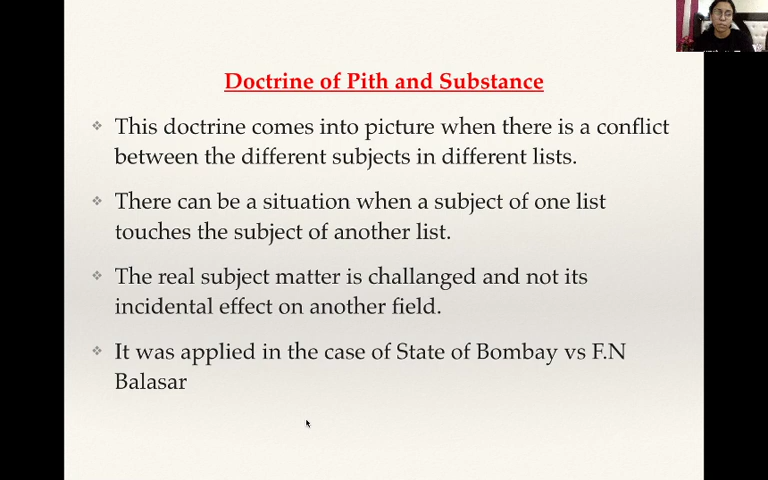 Doctrine of Pith and Substance
This doctrine comes into picture when there is a conflict
between the different subjects in different lists.
There can be a situation when a subject of one list
touches the subject of another list.
The real subject matter is challanged and not its
incidental effect on another field.
It was applied in the case of State of Bombay vs F.N
Balasar